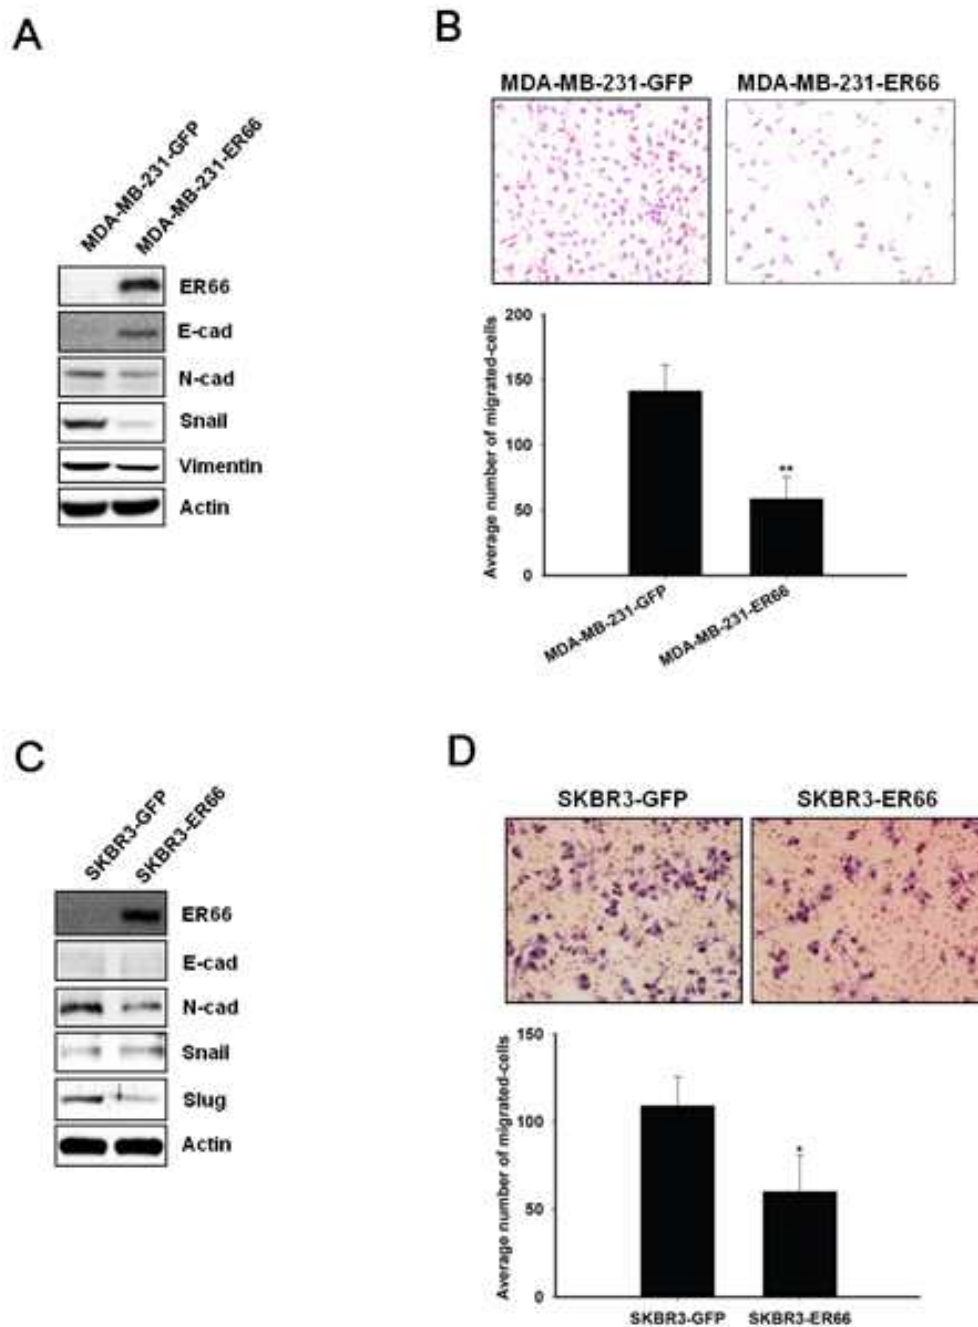 A
MDA-MB-231-GFP
MDA-MB-231-ER66
ER66
E-cad
N-cad
Snail
Vimentin
Actin
B
MDA-MB-231-GFP MDA-MB-231-ER66
Average number of migrated-cells
200
150
100
50
0
**
MDA-MB-231-GFP
MDA-MB-231-ER66
C
SKBR3-GFP
SKBR3-ER66
ER66
E-cad
N-cad
Snail
Slug
Actin
D
SKBR3-GFP SKBR3-ER66
Average number of migrated-cells
150
100
50
0
*
SKBR3-GFP SKBR3-ER66